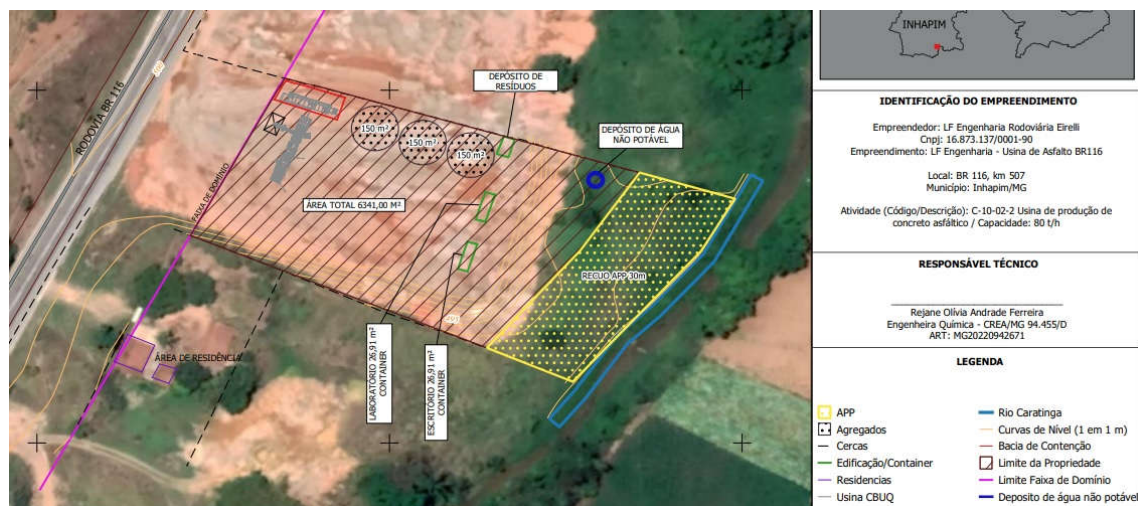 RODOVIA BR 116
FAIXA DE DOMÍNIO
150 m²
150 m²
150 m²
DEPÓSITO DE
RESÍDUOS
DEPÓSITO DE ÁGUA
NÃO POTÁVEL
ÁREA TOTAL 6341,00 M²
RECUO APP 30m
ÁREA DE RESIDÊNCIA
LABORATÓRIO 26,91 m²
CONTAINER
ESCRITÓRIO 26,91 m²
CONTAINER
INHAPIM
IDENTIFICAÇÃO DO EMPREENDIMENTO
Empreendedor: LF Engenharia Rodoviária Eirelli
Cnpj: 16.873.137/0001-90
Empreendimento: LF Engenharia - Usina de Asfalto BR116
Local: BR 116, km 507
Município: Inhapim/MG
Atividade (Código/Descrição): C-10-02-2 Usina de produção de
concreto asfáltico / Capacidade: 80 t/h
RESPONSÁVEL TÉCNICO
Rejane Olívia Andrade Ferreira
Engenheira Química - CREA/MG 94.455/D
ART: MG20220942671
LEGENDA
APP
Agregados
Cercas
Edificação/Container
Residencias
Usina CBUQ
Rio Caratinga
Curvas de Nível (1 em 1 m)
Bacia de Contenção
Limite da Propriedade
Limite Faixa de Domínio
Deposito de água não potável